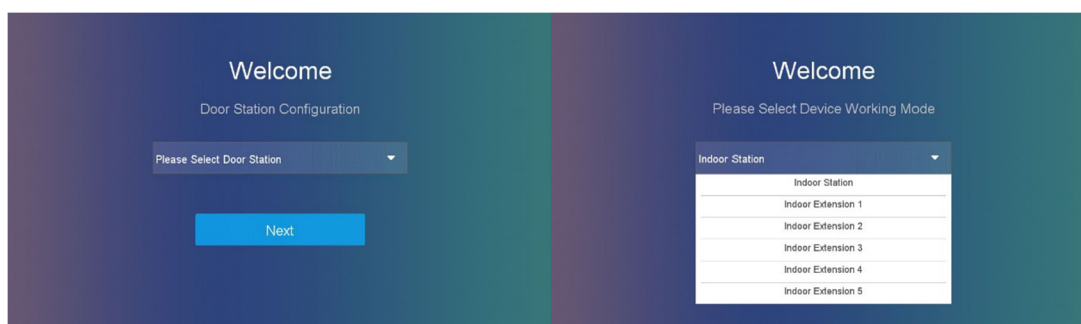 Welcome
Door Station Configuration
Please Select Door Station
Next
Welcome
Please Select Device Working Mode
Indoor Station
Indoor Station
Indoor Extension 1
Indoor Extension 2
Indoor Extension 3
Indoor Extension 4
Indoor Extension 5